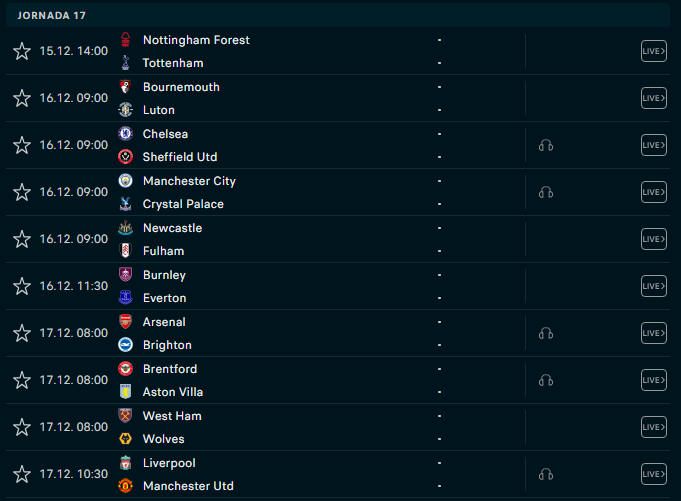 JORNADA 17
15.12. 14:00
Nottingham Forest
-
Tottenham
-
LIVE
16.12. 09:00
Bournemouth
-
Luton
-
LIVE
16.12. 09:00
Chelsea
-
Sheffield Utd
-
LIVE
16.12. 09:00
Manchester City
-
Crystal Palace
-
LIVE
16.12. 09:00
Newcastle
-
Fulham
-
LIVE
16.12. 11:30
Burnley
-
Everton
-
LIVE
17.12. 08:00
Arsenal
-
Brighton
-
LIVE
17.12. 08:00
Brentford
-
Aston Villa
-
LIVE
17.12. 08:00
West Ham
-
Wolves
-
LIVE
17.12. 10:30
Liverpool
-
Manchester Utd
-
LIVE